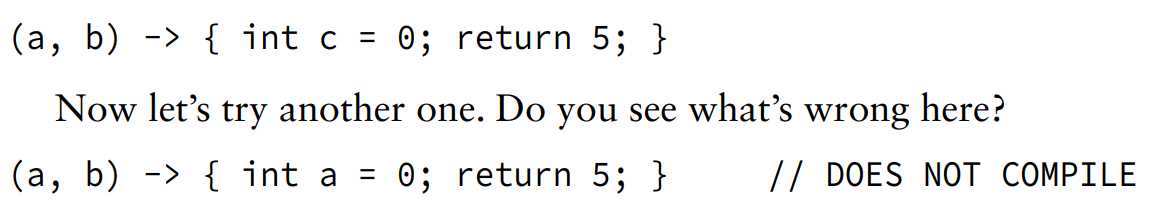 (a, b) -> { int c = 0; return 5; }
Now let’s try another one. Do you see what’s wrong here?
(a, b) -> { int a = 0; return 5; }     // DOES NOT COMPILE